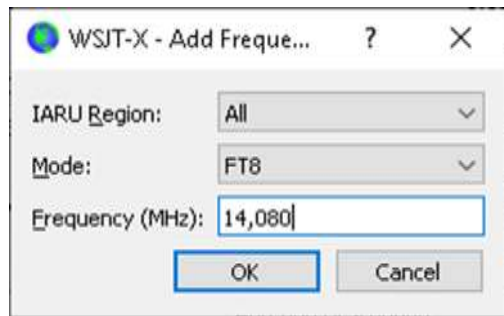 WSJT-X - Add Freque... ?
IARU Region: All
Mode: FT8
Frequency (MHz): 14,080
OK Cancel